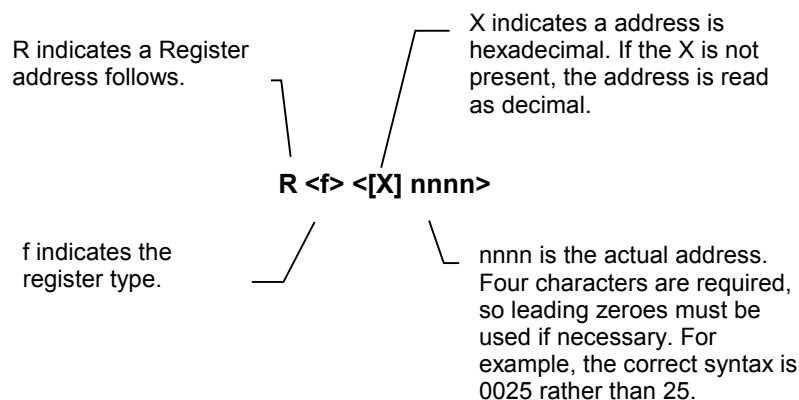 R indicates a Register
address follows.
X indicates a address is
hexadecimal. If the X is not
present, the address is read
as decimal.
R <f> <[X] nnnn>
f indicates the
register type.
nnnn is the actual address.
Four characters are required,
so leading zeroes must be
used if necessary. For
example, the correct syntax is
0025 rather than 25.